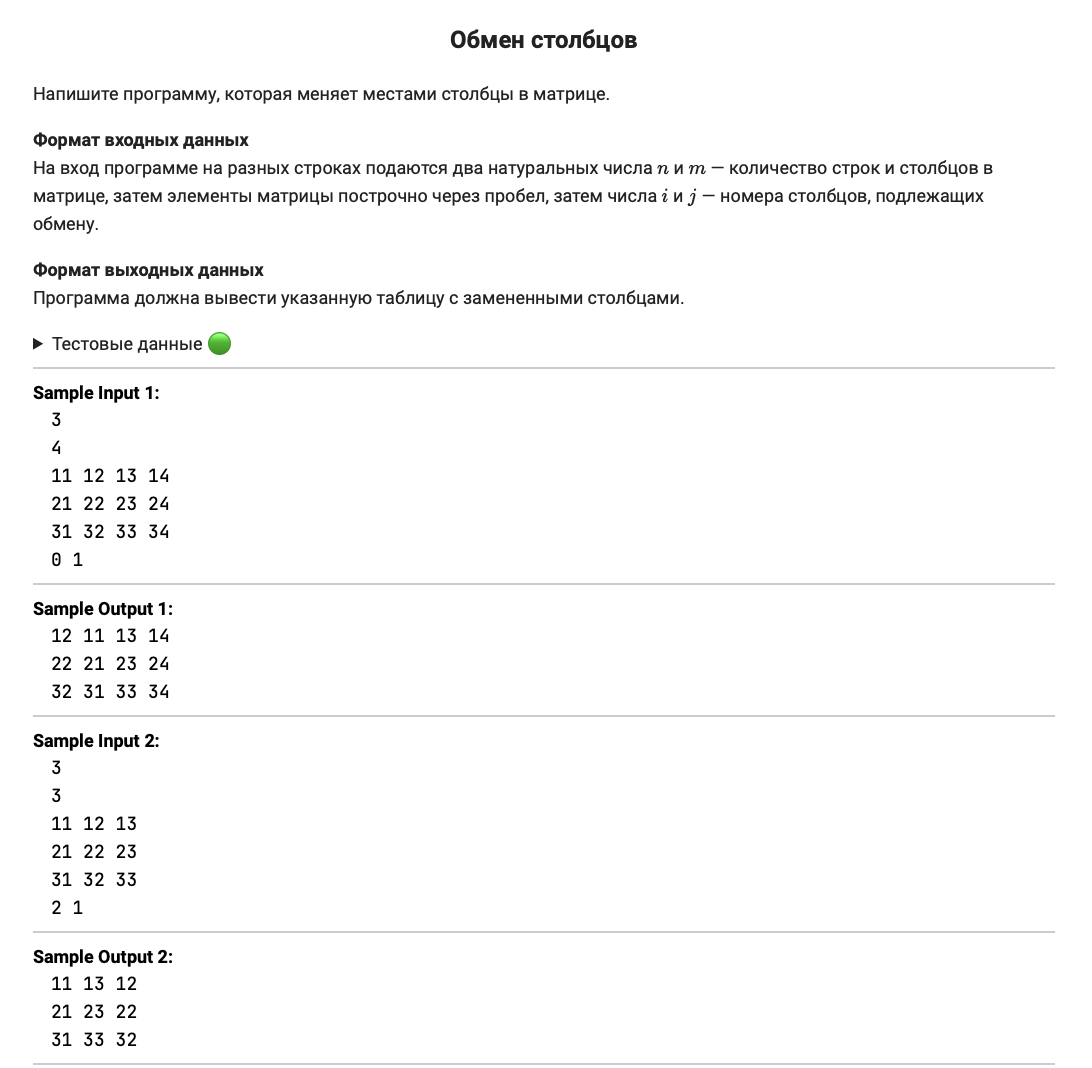 Обмен столбцов
Напишите программу, которая меняет местами столбцы в матрице.
Формат входных данных
На вход программе на разных строках подаются два натуральных числа n и m — количество строк и столбцов в
матрице, затем элементы матрицы построчно через пробел, затем числа i и j — номера столбцов, подлежащих
обмену.
Формат выходных данных
Программа должна вывести указанную таблицу с замененными столбцами.
Тестовые данные
Sample Input 1:
3
4
11 12 13 14
21 22 23 24
31 32 33 34
0 1
Sample Output 1:
12 11 13 14
22 21 23 24
32 31 33 34
Sample Input 2:
3
3
11 12 13
21 22 23
31 32 33
2 1
Sample Output 2:
11 13 12
21 23 22
31 33 32